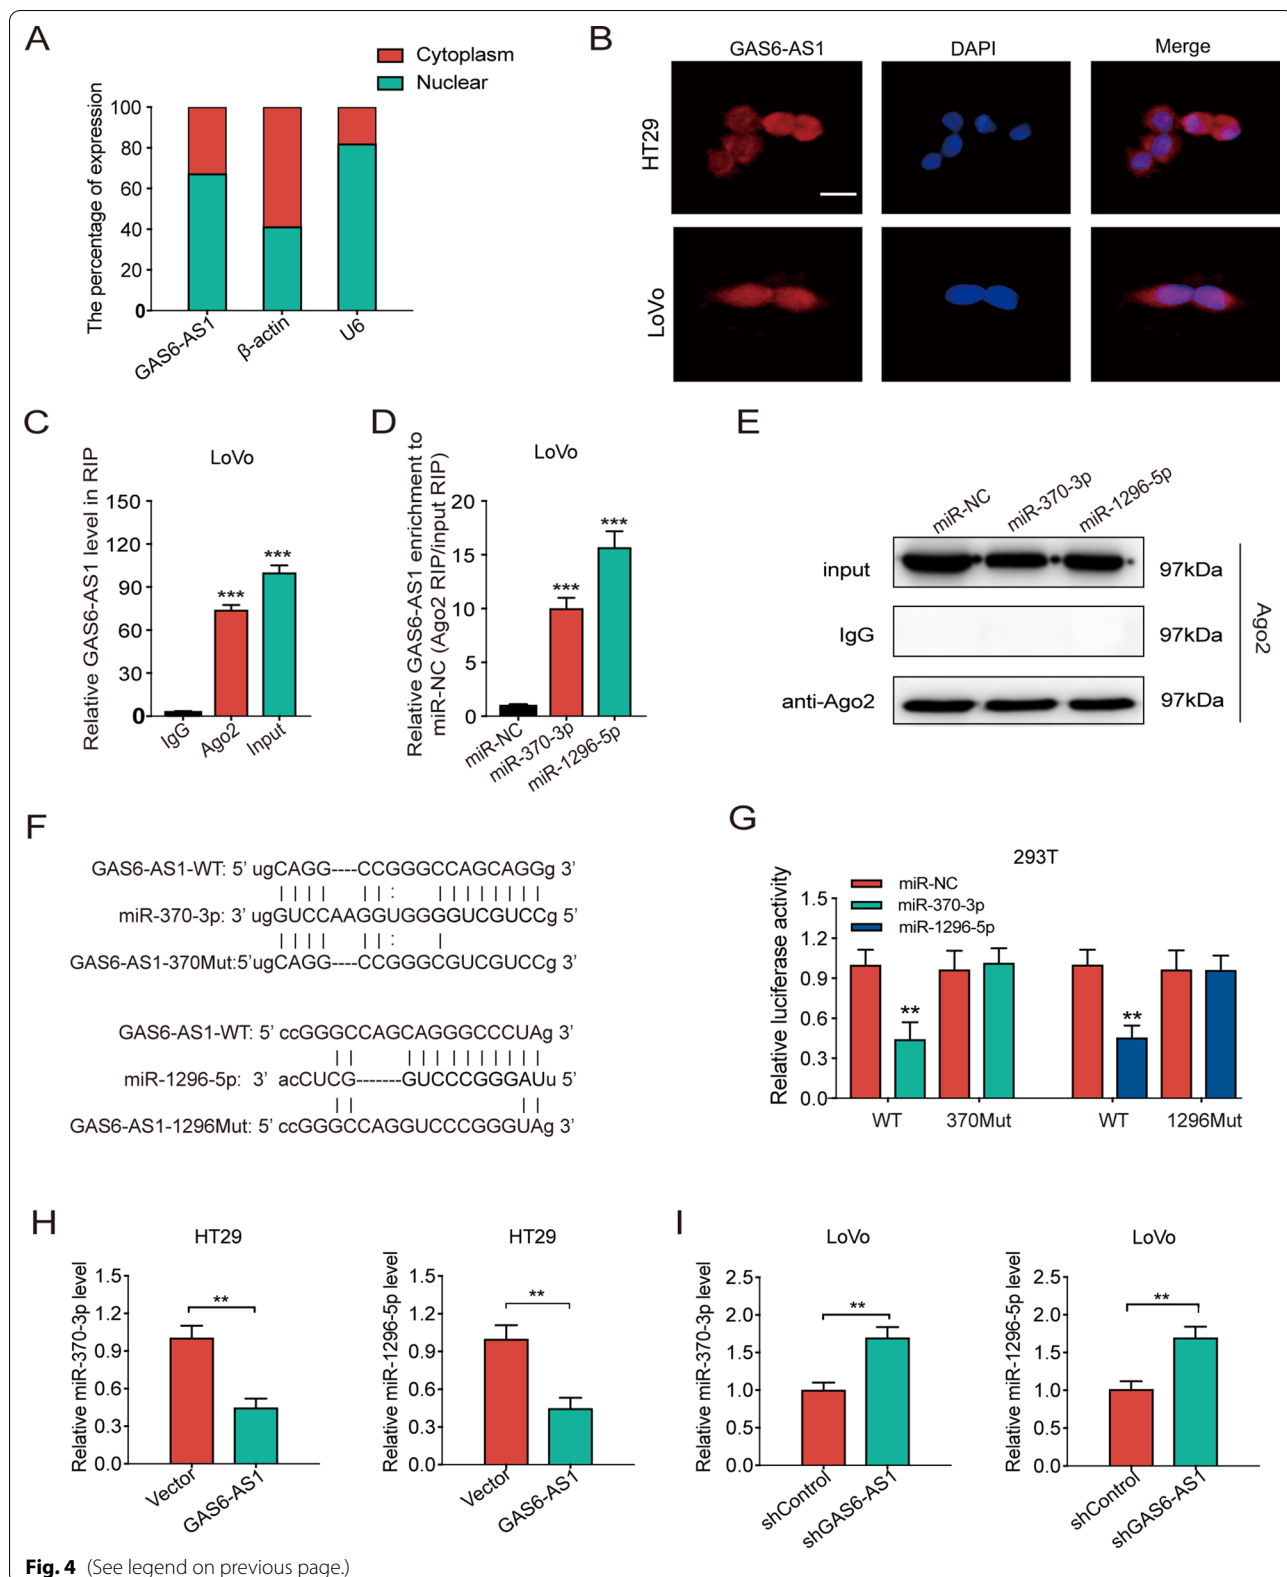 A
Cytoplasm
Nuclear
The percentage of expression
100
80
60
40
20
0
GAS6-AS1
β-actin
U6
B
GAS6-AS1
DAPI
Merge
HT29
LoVo
C
LoVo
Relative GAS6-AS1 level in RIP
150
120
90
60
30
0
***
***
IgG
Ago2
Input
D
LoVo
Relative GAS6-AS1 enrichment to
miR-NC (Ago2 RIP/input RIP)
20
15
10
5
0
***
***
miR-NC
miR-370-3p
miR-1296-5p
E
miR-NC
miR-370-3p
miR-1296-5p
input
97kDa
IgG
97kDa
anti-Ago2
97kDa
Ago2
F
GAS6-AS1-WT: 5’ ugCAGG----CCGGGCCAGCAGGg 3’
miR-370-3p: 3’ ugGUCCAAGGUGGGGUCGUCCg 5’
GAS6-AS1-370Mut:5’ugCAGG----CCGGGCGUCGUCCg 3’
GAS6-AS1-WT: 5’ ccGGGCCAGCAGGGCCCUAg 3’
miR-1296-5p: 3’ acCUCG-------GUCCCGGGAUu 5’
GAS6-AS1-1296Mut: 5’ ccGGGCCAGGUCCCGGGUAg 3’
G
293T
miR-NC
miR-370-3p
miR-1296-5p
Relative luciferase activity
1.5
1.2
0.9
0.6
0.3
0.0
**
**
WT
370Mut
WT
1296Mut
H
HT29
Relative miR-370-3p level
1.5
1.2
0.9
0.6
0.3
0.0
**
Vector
GAS6-AS1
HT29
Relative miR-1296-5p level
1.5
1.2
0.9
0.6
0.3
0.0
**
Vector
GAS6-AS1
I
LoVo
Relative miR-370-3p level
2.5
2.0
1.5
1.0
0.5
0.0
**
shControl
shGAS6-AS1
LoVo
Relative miR-1296-5p level
2.5
2.0
1.5
1.0
0.5
0.0
**
shControl
shGAS6-AS1
Fig. 4 (See legend on previous page.)